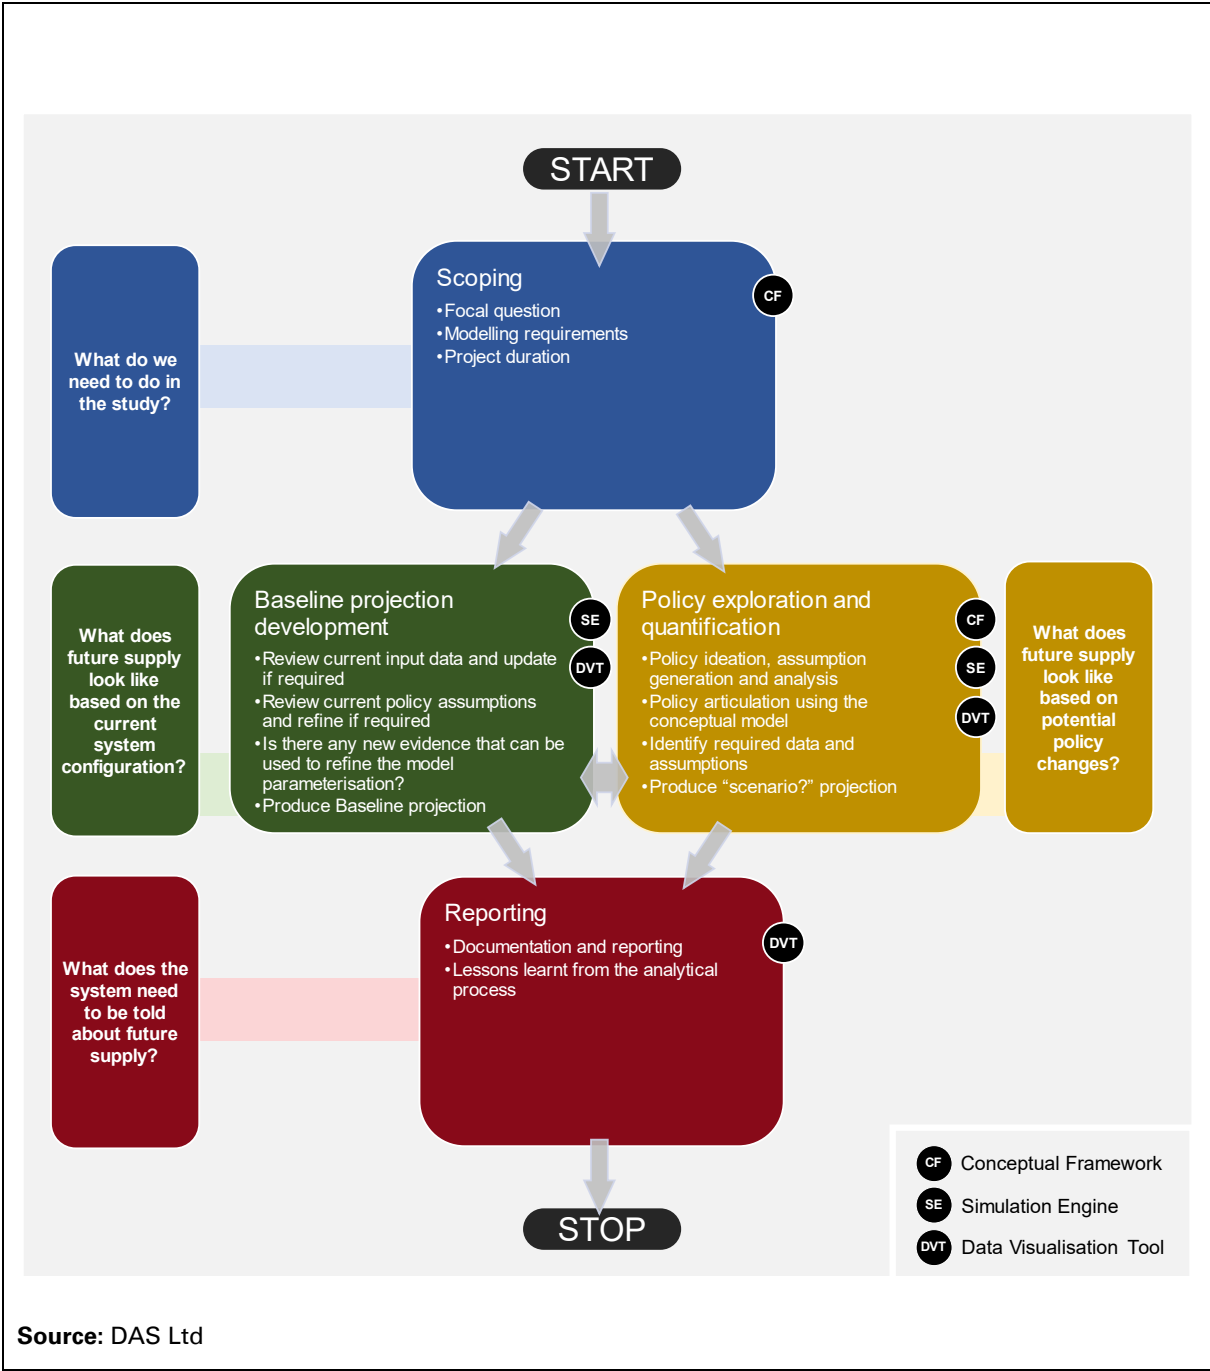 START
What do we
need to do in
the study?
Scoping
•Focal question
•Modelling requirements
•Project duration
CF
What does
future supply
look like
based on the
current
system
configuration?
Baseline projection
development
•Review current input data and update
if required
•Review current policy assumptions
and refine if required
•Is there any new evidence that can be
used to refine the model
parameterisation?
•Produce Baseline projection
SE
DVT
Policy exploration and
quantification
•Policy ideation, assumption
generation and analysis
•Policy articulation using the
conceptual model
•Identify required data and
assumptions
•Produce “scenario?” projection
CF
SE
DVT
What does
future supply
look like
based on
potential
policy
changes?
What does the
system need
to be told
about future
supply?
Reporting
•Documentation and reporting
•Lessons learnt from the analytical
process
DVT
STOP
CF Conceptual Framework
SE Simulation Engine
DVT Data Visualisation Tool
Source: DAS Ltd